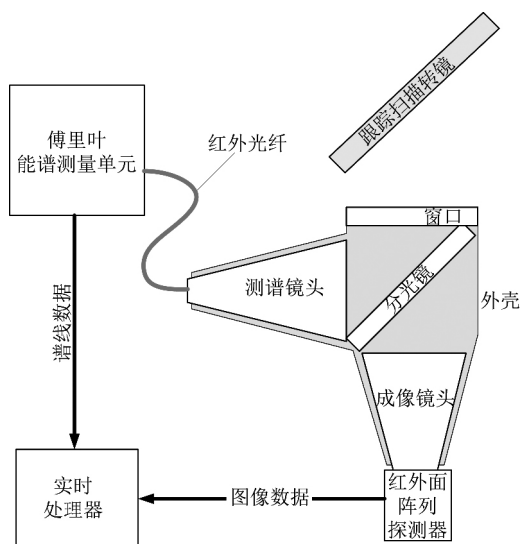 跟踪扫描转镜
傅里叶
能谱测量单元
红外光纤
窗口
测谱镜头
分光镜
外壳
谱线数据
成像镜头
实时
处理器
图像数据
红外面
阵列
探测器